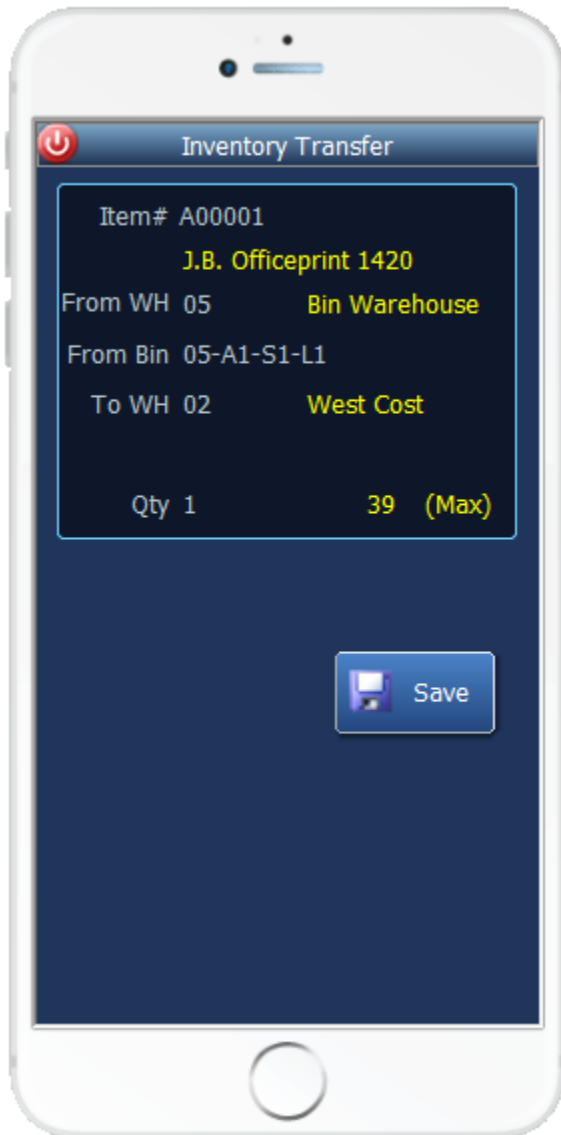 Inventory Transfer
Item# A00001
J.B. Officeprint 1420
From WH 05 Bin Warehouse
From Bin 05-A1-S1-L1
To WH 02 West Cost
Qty 1 39 (Max)
Save